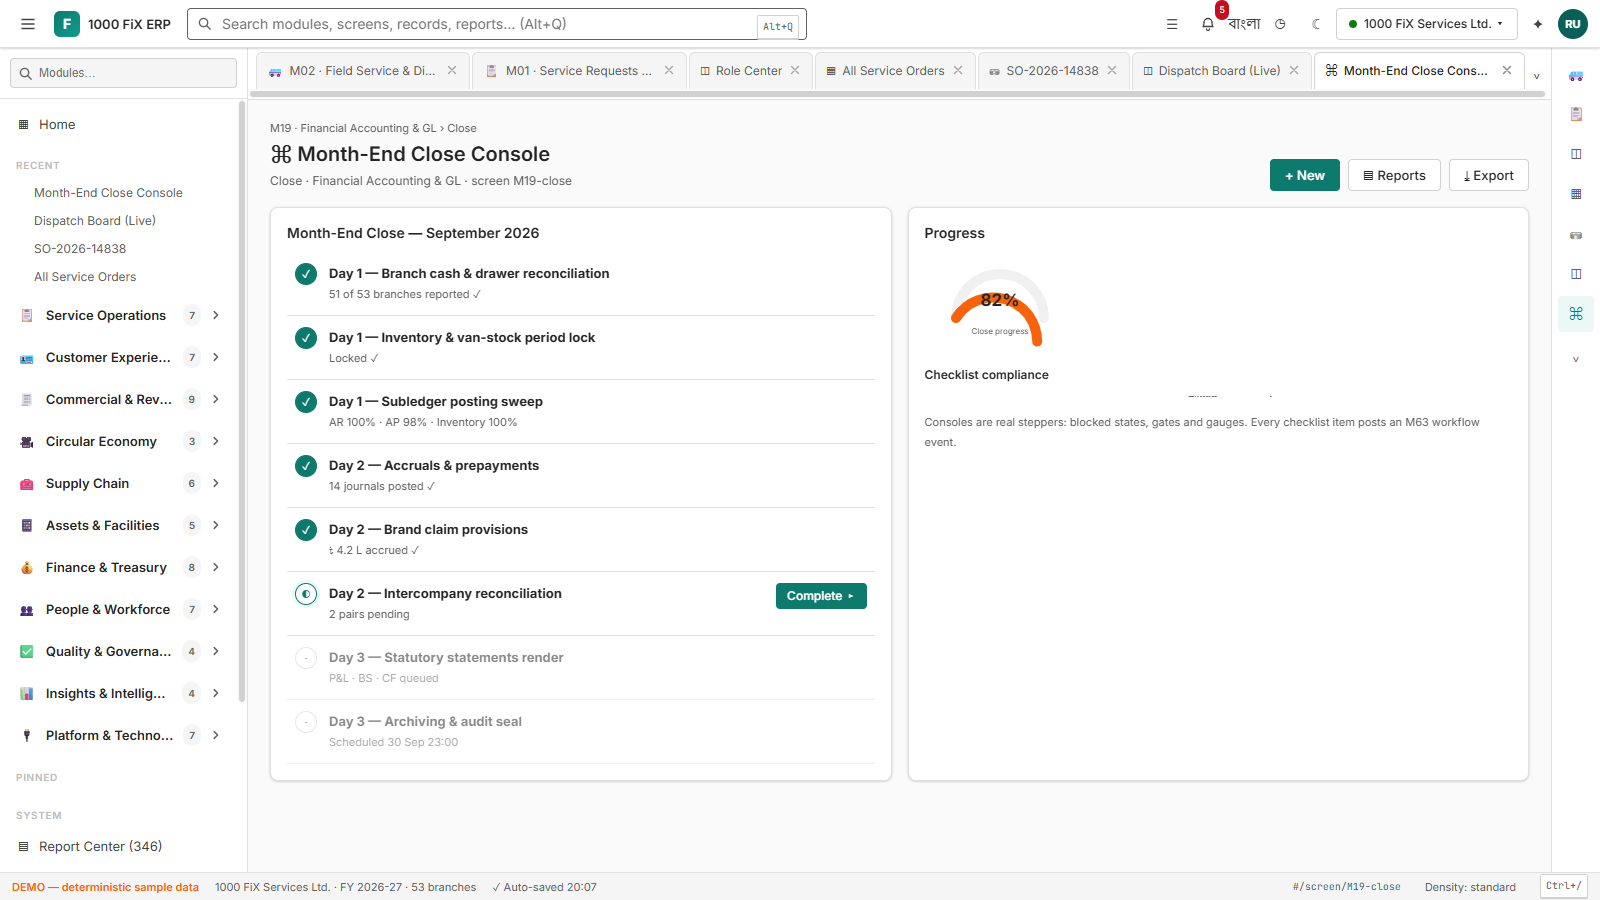 F 1000 FiX ERP
Search modules, screens, records, reports... (Alt+Q)
Alt+Q
5
বাংলা
1000 FiX Services Ltd.
RU
Modules...
M02 · Field Service & Di...
M01 · Service Requests ...
Role Center
All Service Orders
SO-2026-14838
Dispatch Board (Live)
Month-End Close Cons...
Home
RECENT
Month-End Close Console
Dispatch Board (Live)
SO-2026-14838
All Service Orders
Service Operations 7
Customer Experie... 7
Commercial & Rev... 9
Circular Economy 3
Supply Chain 6
Assets & Facilities 5
Finance & Treasury 8
People & Workforce 7
Quality & Governa... 4
Insights & Intellig... 4
Platform & Techno... 7
PINNED
SYSTEM
Report Center (346)
M19 · Financial Accounting & GL › Close
⌘ Month-End Close Console
Close · Financial Accounting & GL · screen M19-close
+ New
Reports
Export
Month-End Close — September 2026
Day 1 — Branch cash & drawer reconciliation
51 of 53 branches reported ✓
Day 1 — Inventory & van-stock period lock
Locked ✓
Day 1 — Subledger posting sweep
AR 100% · AP 98% · Inventory 100%
Day 2 — Accruals & prepayments
14 journals posted ✓
Day 2 — Brand claim provisions
৳ 4.2 L accrued ✓
Day 2 — Intercompany reconciliation
2 pairs pending
Complete
Day 3 — Statutory statements render
P&L · BS · CF queued
Day 3 — Archiving & audit seal
Scheduled 30 Sep 23:00
Progress
82%
Close progress
Checklist compliance
Consoles are real steppers: blocked states, gates and gauges. Every checklist item posts an M63 workflow
event.
DEMO — deterministic sample data
1000 FiX Services Ltd. · FY 2026-27 · 53 branches
✓ Auto-saved 20:07
#/screen/M19-close
Density: standard
Ctrl+/